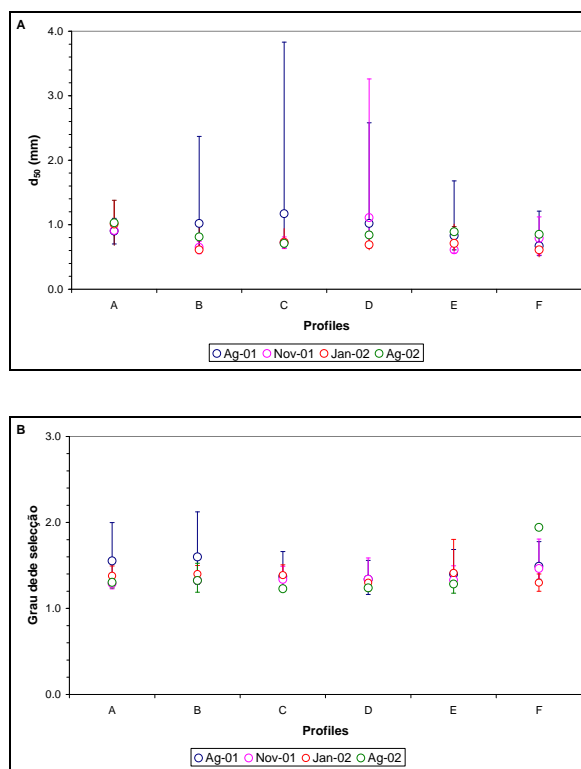 A
4.0
3.0
2.0
1.0
0.0
d50 (mm)
A B C D E F
Profiles
Ag-01 Nov-01 Jan-02 Ag-02
B
3.0
2.0
1.0
0.0
Grau dede selecção
A B C D E F
Profiles
Ag-01 Nov-01 Jan-02 Ag-02